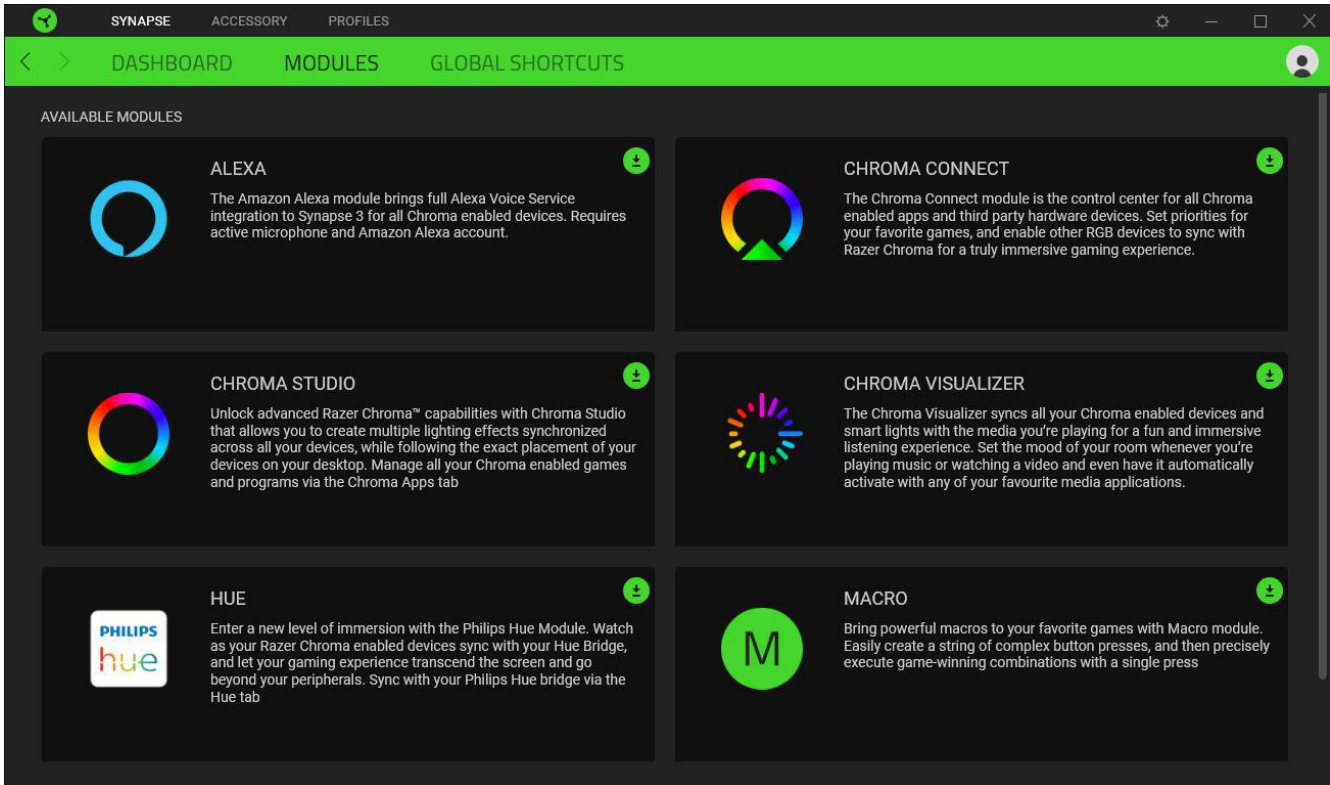 SYNAPSE ACCESSORY PROFILES
DASHBOARD MODULES GLOBAL SHORTCUTS
AVAILABLE MODULES
ALEXA
The Amazon Alexa module brings full Alexa Voice Service
integration to Synapse 3 for all Chroma enabled devices. Requires
active microphone and Amazon Alexa account.
CHROMA CONNECT
The Chroma Connect module is the control center for all Chroma
enabled apps and third party hardware devices. Set priorities for
your favorite games, and enable other RGB devices to sync with
Razer Chroma for a truly immersive gaming experience.
CHROMA STUDIO
Unlock advanced Razer Chroma™ capabilities with Chroma Studio
that allows you to create multiple lighting effects synchronized
across all your devices, while following the exact placement of your
devices on your desktop. Manage all your Chroma enabled games
and programs via the Chroma Apps tab
CHROMA VISUALIZER
The Chroma Visualizer syncs all your Chroma enabled devices and
smart lights with the media you’re playing for a fun and immersive
listening experience. Set the mood of your room whenever you’re
playing music or watching a video and even have it automatically
activate with any of your favourite media applications.
PHILIPS
hue
HUE
Enter a new level of immersion with the Philips Hue Module. Watch
as your Razer Chroma enabled devices sync with your Hue Bridge,
and let your gaming experience transcend the screen and go
beyond your peripherals. Sync with your Philips Hue bridge via the
Hue tab
M
MACRO
Bring powerful macros to your favorite games with Macro module.
Easily create a string of complex button presses, and then precisely
execute game-winning combinations with a single press